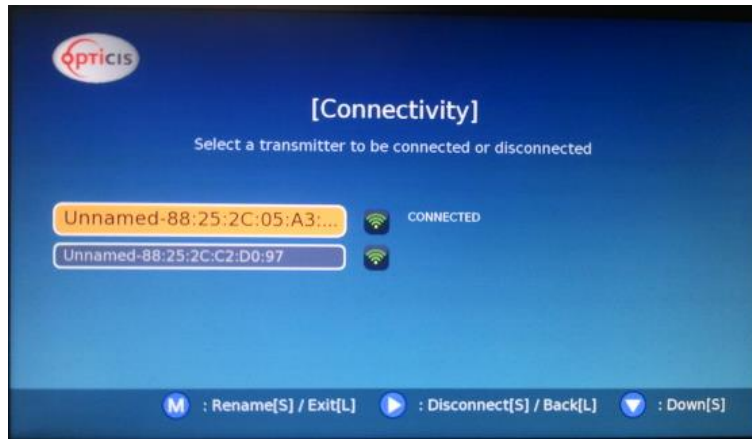 OPTICIS
[Connectivity]
Select a transmitter to be connected or disconnected
Unnamed-88:25:2C:05:A3:...
CONNECTED
Unnamed-88:25:2C:C2:D0:97
M : Rename[S] / Exit[L] : Disconnect[S] / Back[L] : Down[S]